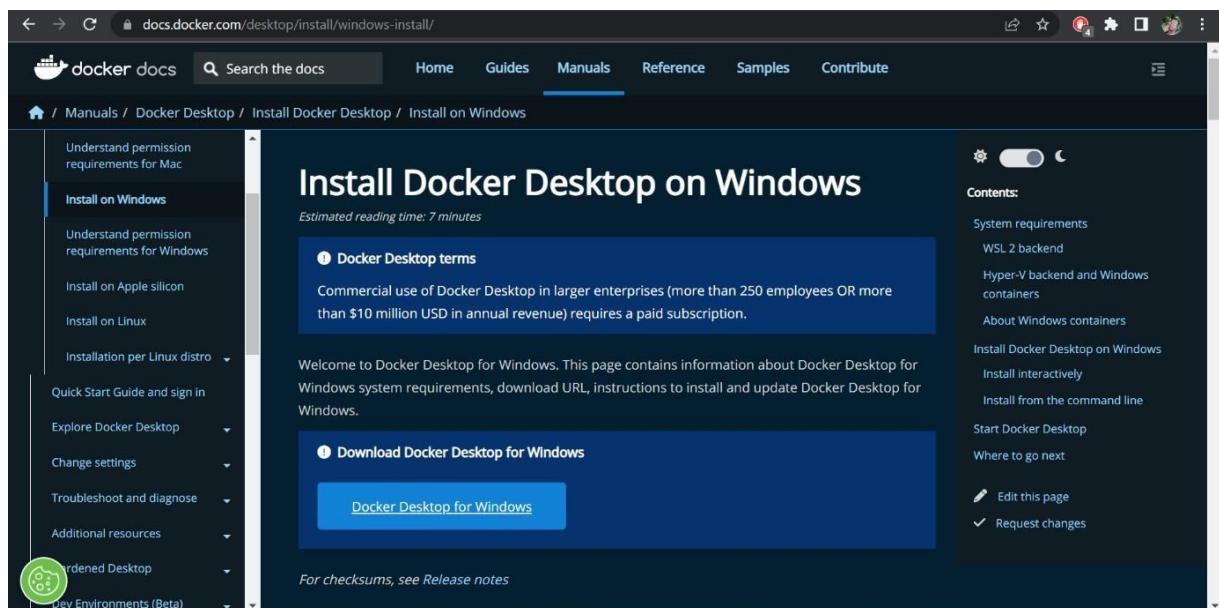 docs.docker.com/desktop/install/windows-install/
4
docker docs
Search the docs
Home
Guides
Manuals
Reference
Samples
Contribute
/ Manuals / Docker Desktop / Install Docker Desktop / Install on Windows
Understand permission
requirements for Mac
Install on Windows
Understand permission
requirements for Windows
Install on Apple silicon
Install on Linux
Installation per Linux distro
Quick Start Guide and sign in
Explore Docker Desktop
Change settings
Troubleshoot and diagnose
Additional resources
Desktop
Dev Environments (Beta)
Install Docker Desktop on Windows
Estimated reading time: 7 minutes
Docker Desktop terms
Commercial use of Docker Desktop in larger enterprises (more than 250 employees OR more
than $10 million USD in annual revenue) requires a paid subscription.
Welcome to Docker Desktop for Windows. This page contains information about Docker Desktop for
Windows system requirements, download URL, instructions to install and update Docker Desktop for
Windows.
Download Docker Desktop for Windows
Docker Desktop for Windows
For checksums, see Release notes
Contents:
System requirements
WSL 2 backend
Hyper-V backend and Windows
containers
About Windows containers
Install Docker Desktop on Windows
Install interactively
Install from the command line
Start Docker Desktop
Where to go next
Edit this page
Request changes